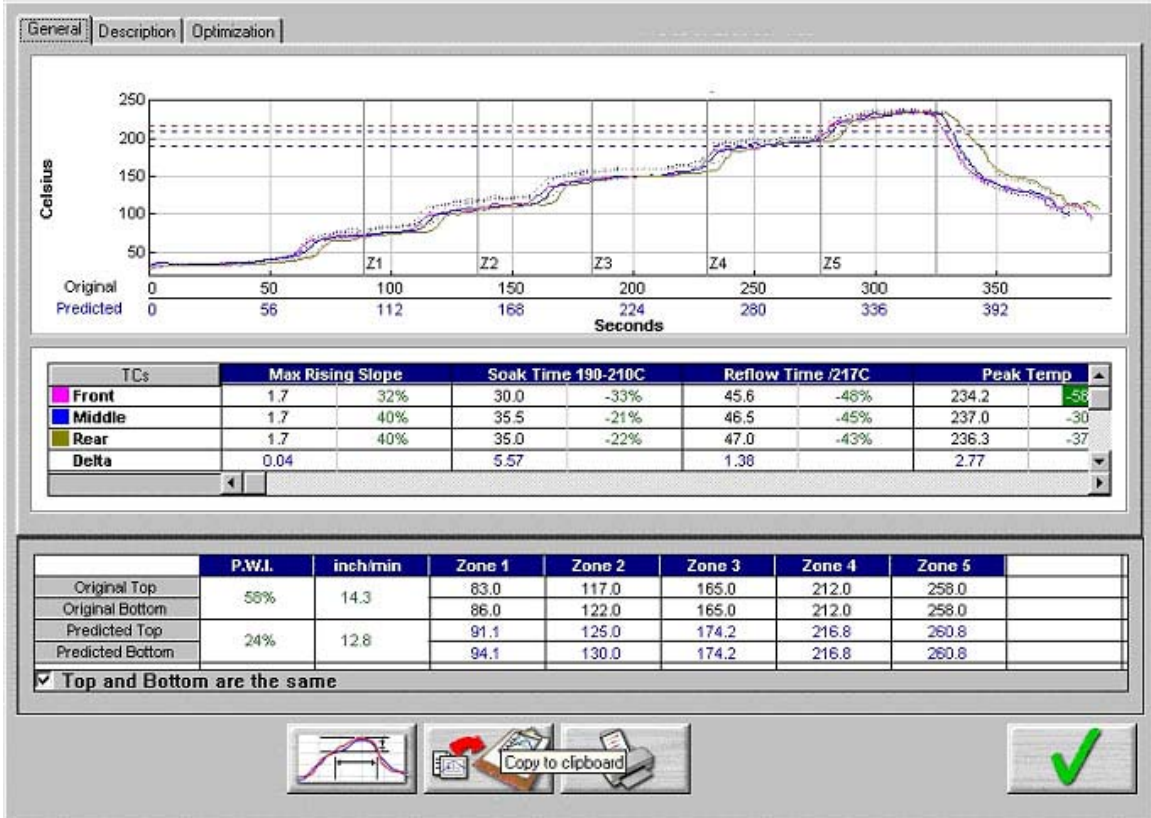 General Description Optimization
250
200
150
100
50
Celsius
Z1 Z2 Z3 Z4 Z5
Original 0 50 100 150 200 250 300 350
Predicted 0 56 112 168 224 280 336 392
Seconds
TCs Max Rising Slope Soak Time 190-210C Reflow Time /217C Peak Temp
Front 1.7 32% 30.0 -33% 45.6 -48% 234.2 -58
Middle 1.7 40% 35.5 -21% 46.5 -45% 237.0 -30
Rear 1.7 40% 35.0 -22% 47.0 -43% 236.3 -37
Delta 0.04 5.57 1.38 2.77
P.W.I. inch/min Zone 1 Zone 2 Zone 3 Zone 4 Zone 5
Original Top 58% 14.3 83.0 117.0 165.0 212.0 258.0
Original Bottom 86.0 122.0 165.0 212.0 258.0
Predicted Top 24% 12.8 91.1 125.0 174.2 216.8 260.8
Predicted Bottom 94.1 130.0 174.2 216.8 260.8
Top and Bottom are the same
Copy to clipboard